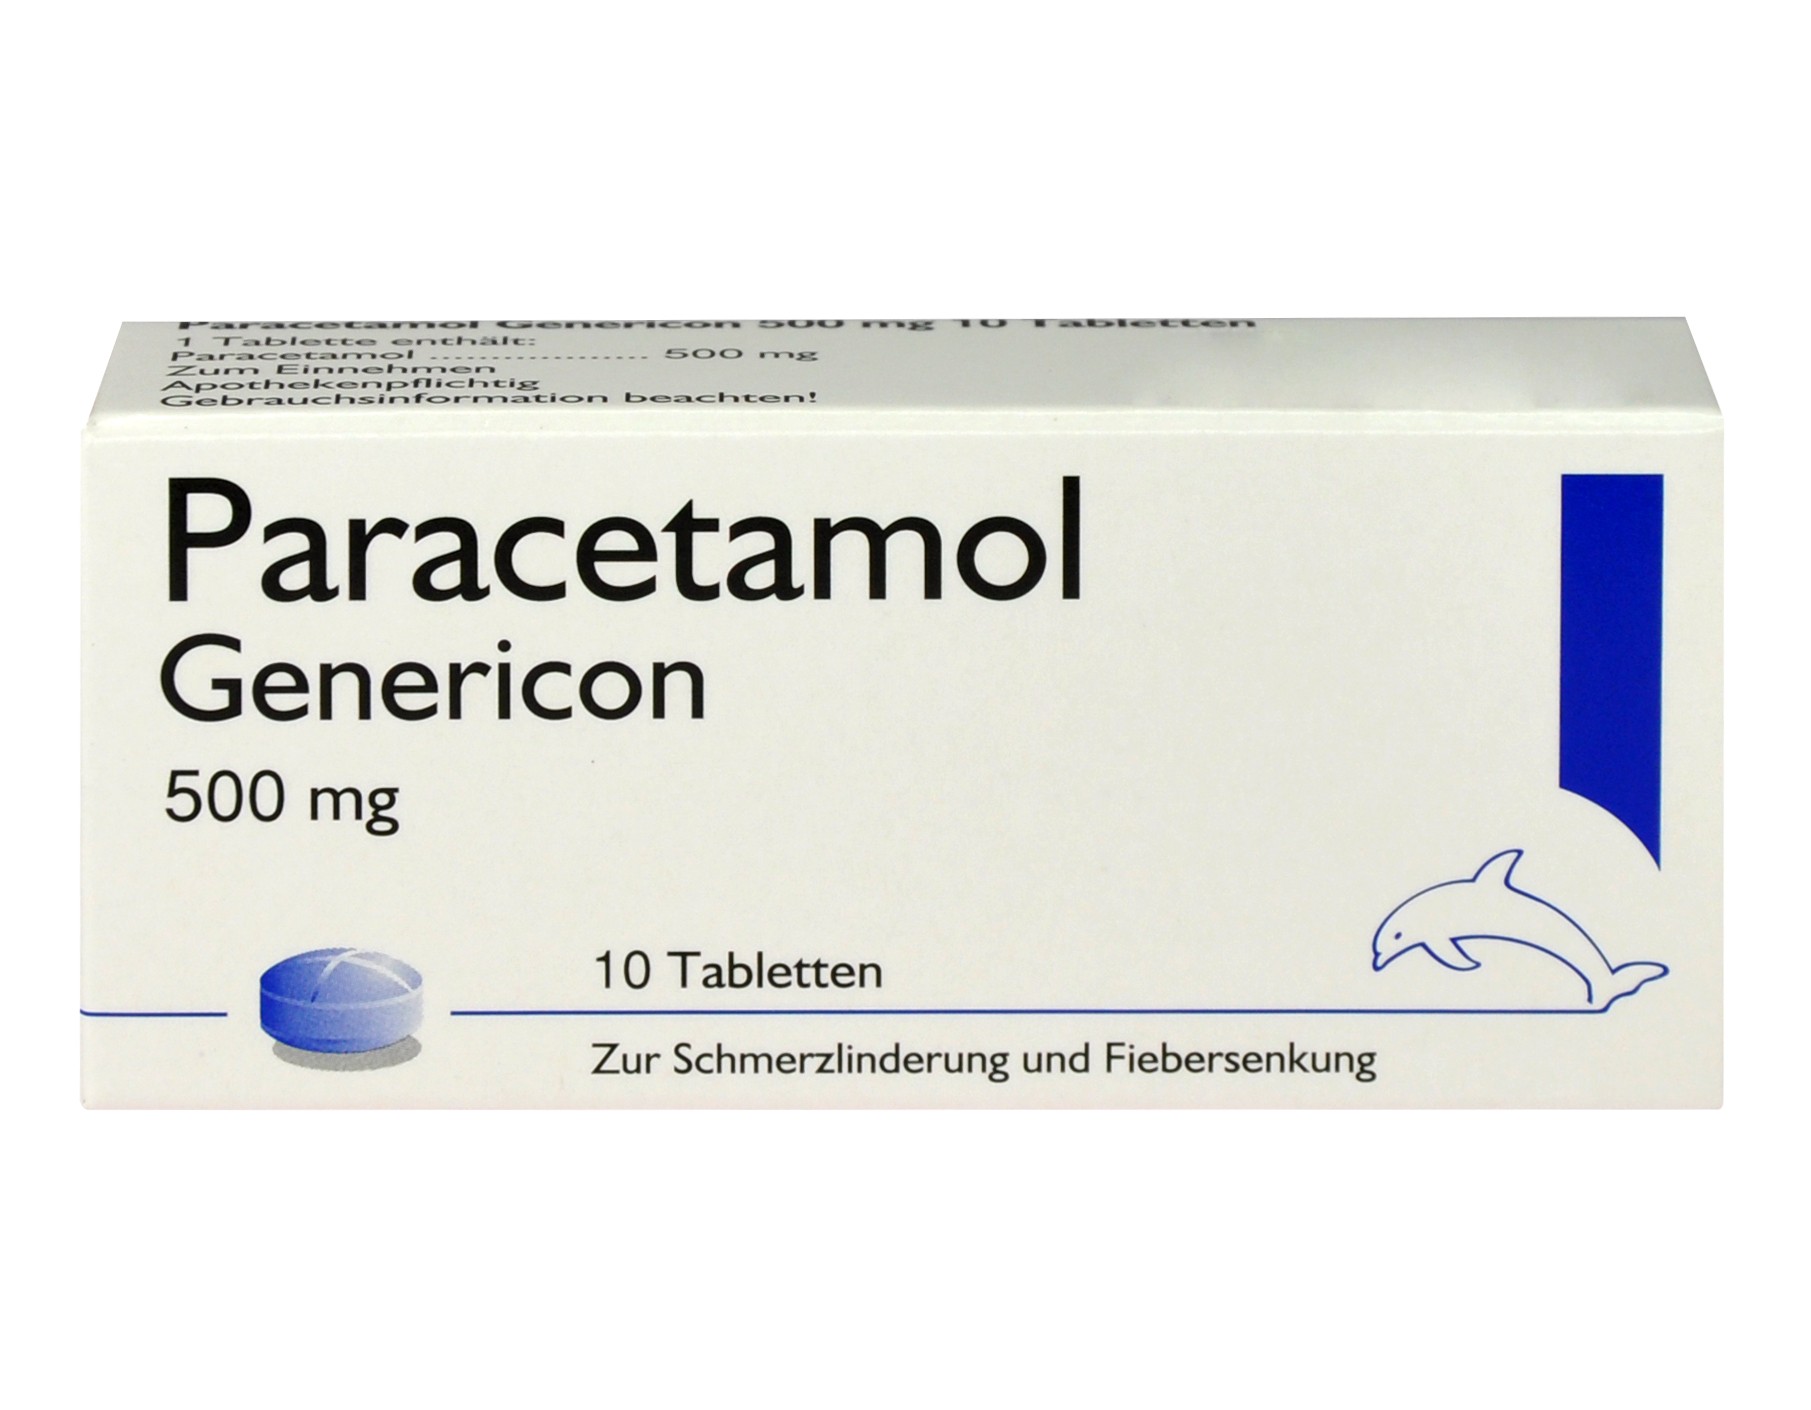 Paracetamol Genericon 500 mg 10 Tabletten
1 Tablette enthält:
Paracetamol ........................ 500 mg
Zum Einnehmen
Apothekenpflichtig
Gebrauchsinformation beachten!
Paracetamol
Genericon
500 mg
10 Tabletten
Zur Schmerzlinderung und Fiebersenkung